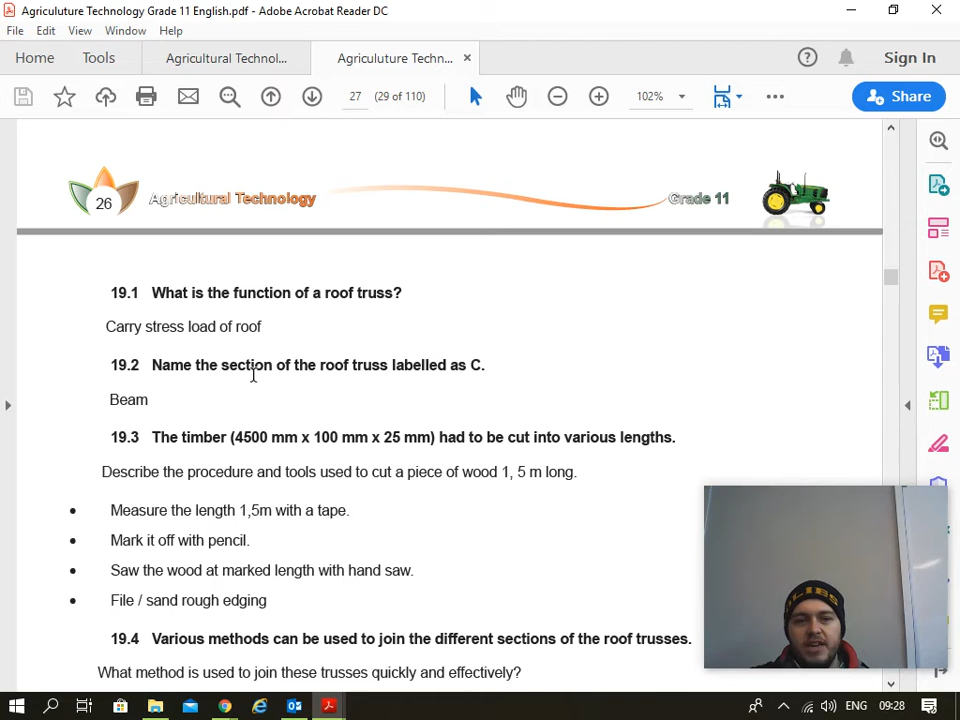 Agriculuture Technology Grade 11 English.pdf - Adobe Acrobat Reader DC
File Edit View Window Help
Home Tools Agricultural Technol... Agriculuture Techn... Sign In
27 (29 of 110) 102% Share
26 Agricultural Technology Grade 11
19.1 What is the function of a roof truss?
Carry stress load of roof
19.2 Name the section of the roof truss labelled as C.
Beam
19.3 The timber (4500 mm x 100 mm x 25 mm) had to be cut into various lengths.
Describe the procedure and tools used to cut a piece of wood 1, 5 m long.
• Measure the length 1,5m with a tape.
• Mark it off with pencil.
• Saw the wood at marked length with hand saw.
• File / sand rough edging
19.4 Various methods can be used to join the different sections of the roof trusses.
What method is used to join these trusses quickly and effectively?
ENG 09:28